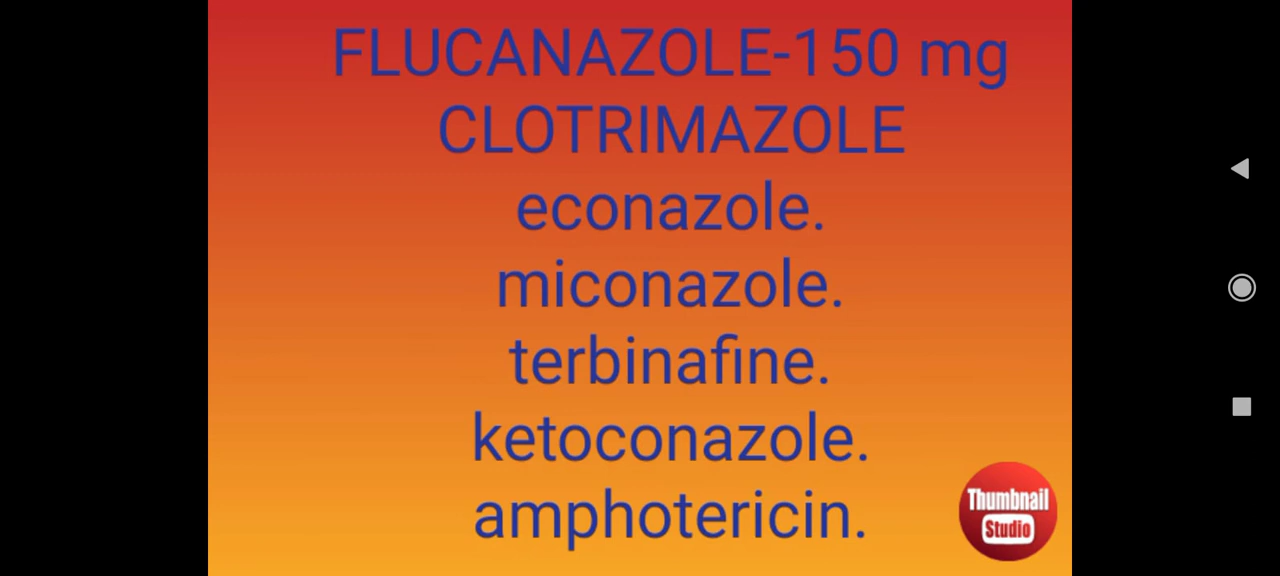 FLUCANAZOLE-150 mg
CLOTRIMAZOLE
econazole.
miconazole.
terbinafine.
ketoconazole.
amphotericin.
Thumbnail
Studio